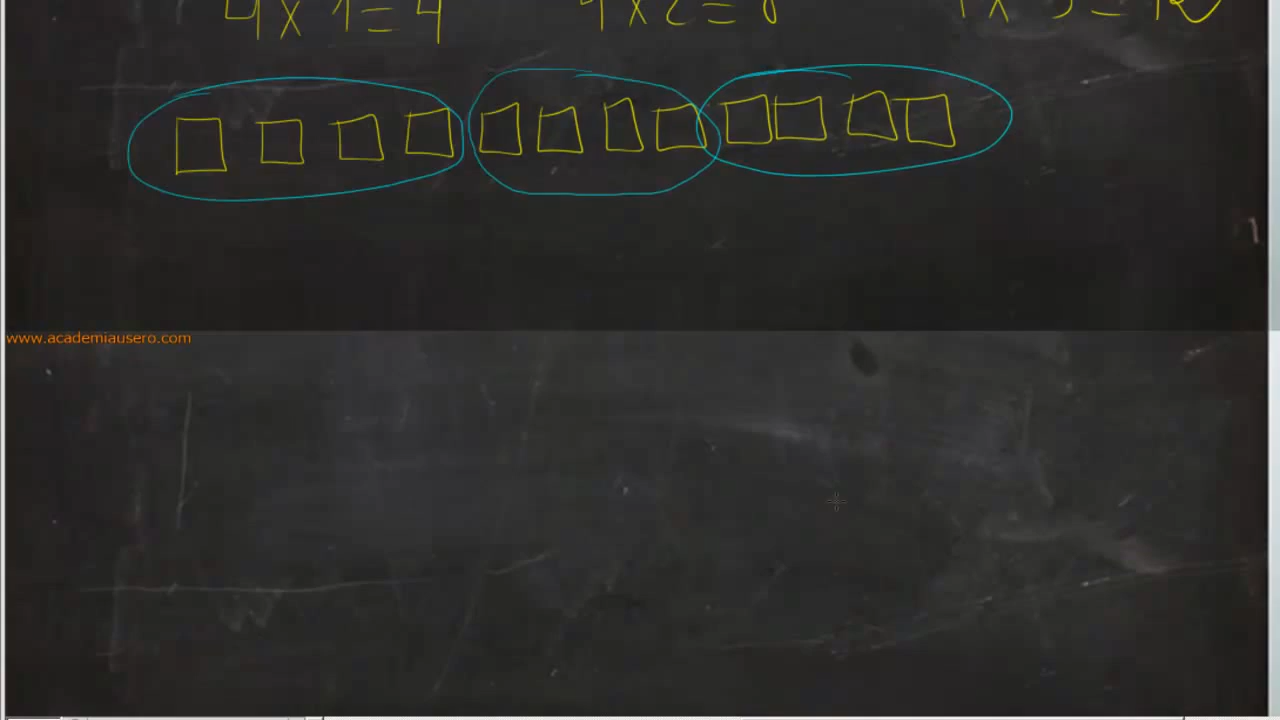 4 x 1 = 4 4 x 2 = 8 4 x 3 = 12
www.academiausero.com